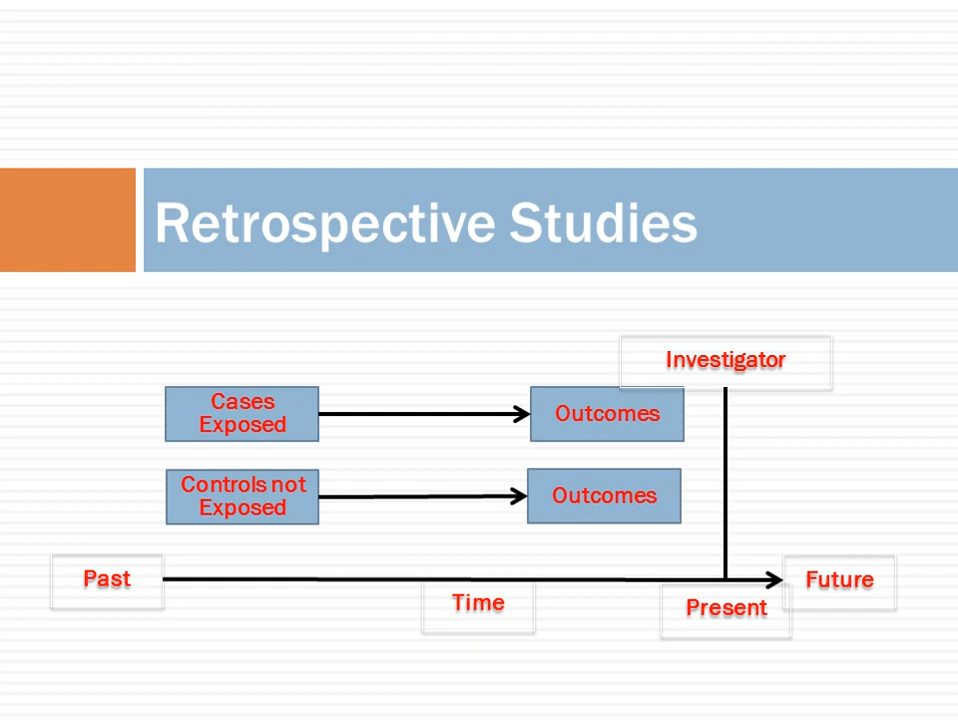 Retrospective Studies
Investigator
Cases
Exposed
Outcomes
Controls not
Exposed
Outcomes
Past
Time
Present
Future